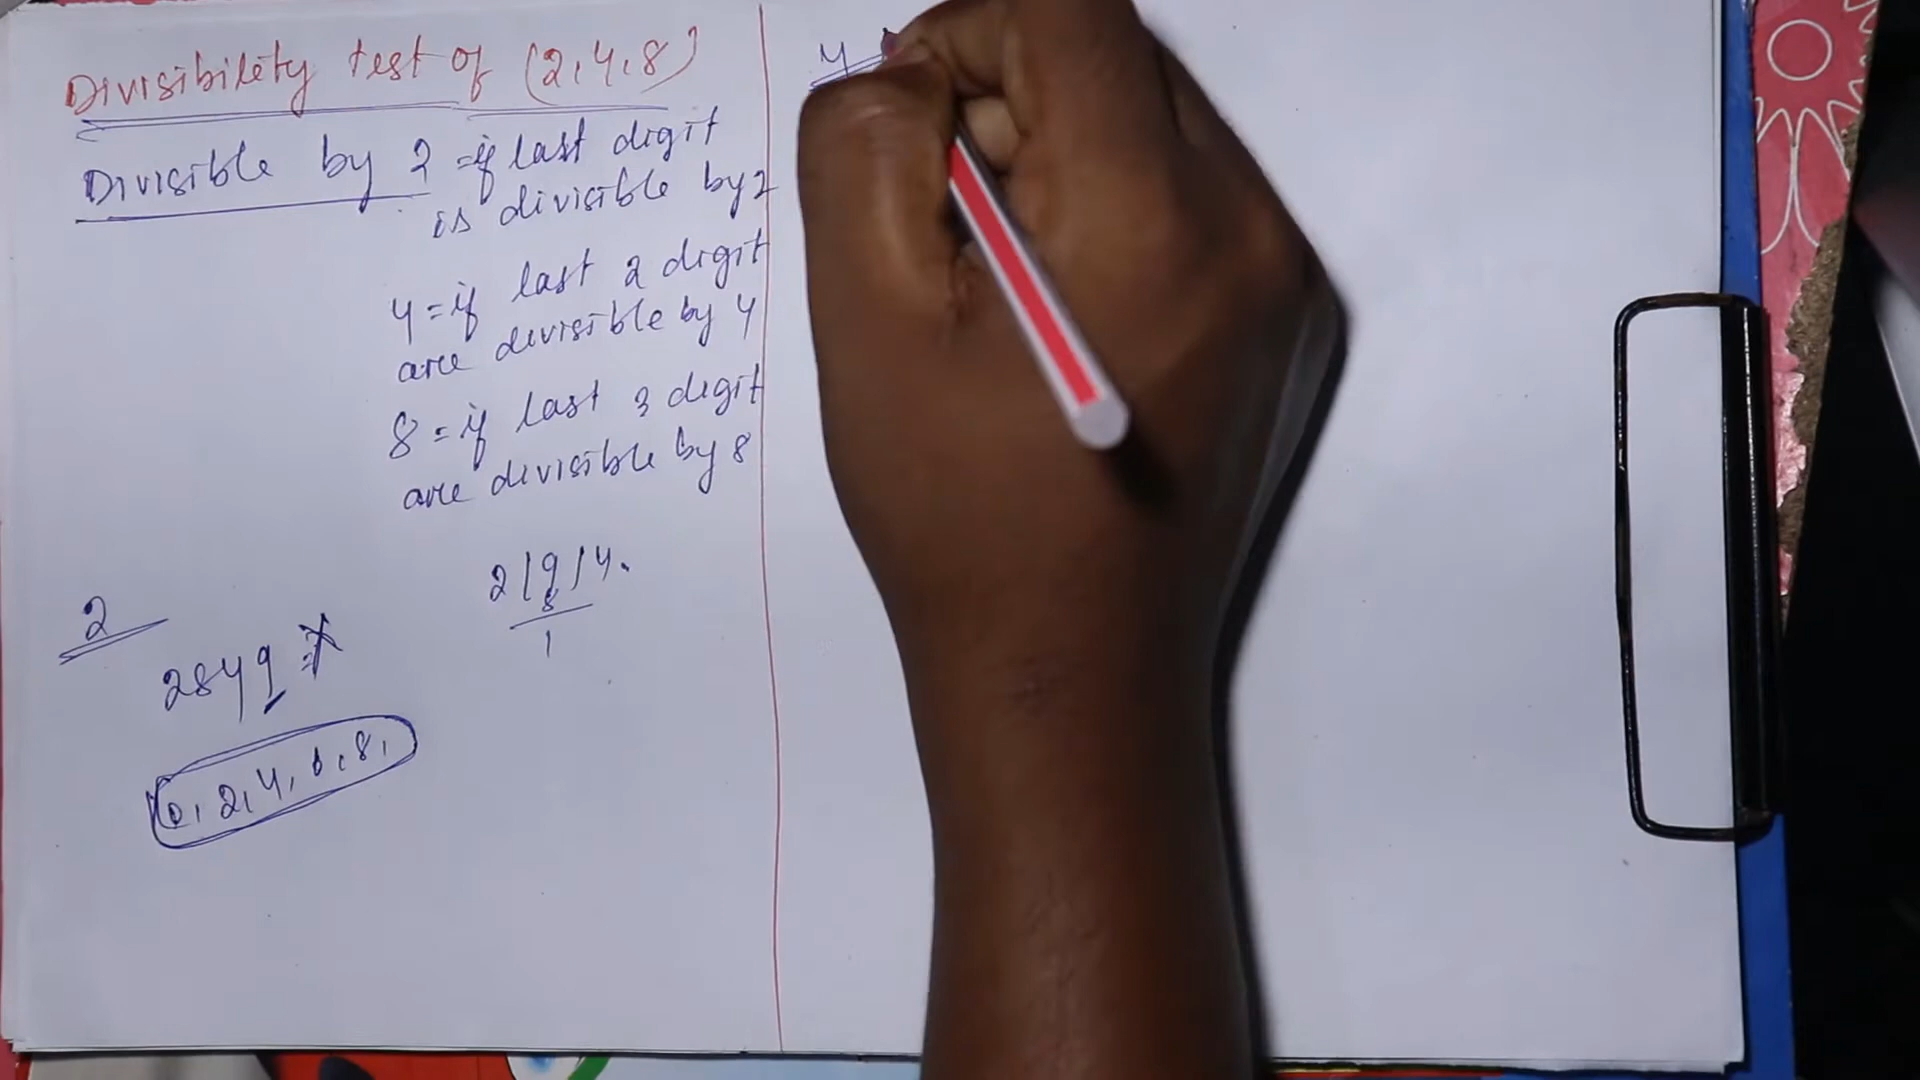 Divisibility test of (2,4,8)
Divisible by 2 = if last digit
is divisible by 2
4 = if last 2 digit
are divisible by 4
8 = if last 3 digit
are divisible by 8
2 ) 9 ( 4.
8
1
2
2849 = X
0, 2, 4, 6, 8,
4